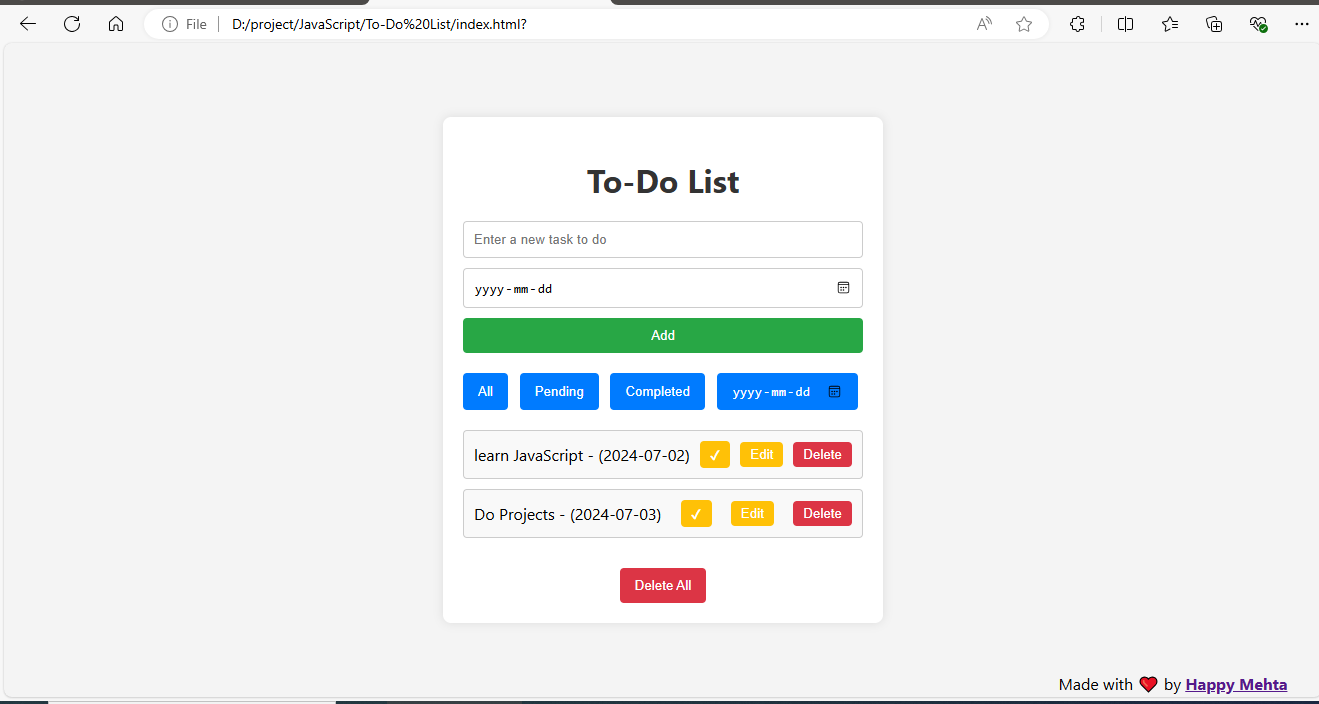 File D:/project/JavaScript/To-Do%20List/index.html?
To-Do List
Enter a new task to do
yyyy-mm-dd
Add
All Pending Completed yyyy-mm-dd
learn JavaScript - (2024-07-02) ✓ Edit Delete
Do Projects - (2024-07-03) ✓ Edit Delete
Delete All
Made with ❤️ by Happy Mehta